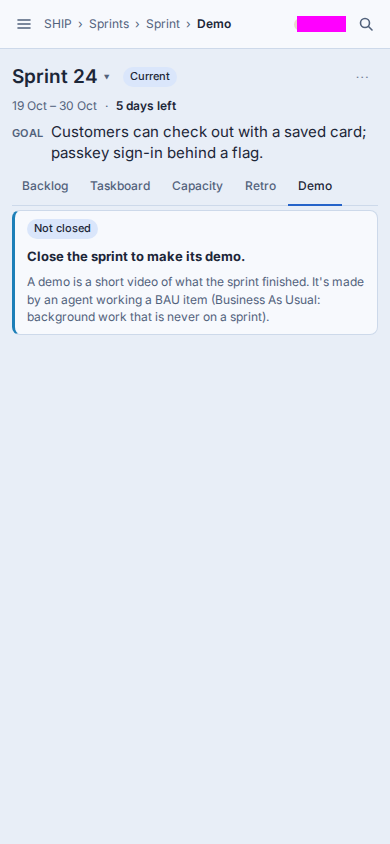 SHIP › Sprints › Sprint › Demo
Sprint 24 ▾ Current ...
19 Oct – 30 Oct · 5 days left
GOAL Customers can check out with a saved card;
passkey sign-in behind a flag.
Backlog Taskboard Capacity Retro Demo
Not closed
Close the sprint to make its demo.
A demo is a short video of what the sprint finished. It's made
by an agent working a BAU item (Business As Usual:
background work that is never on a sprint).